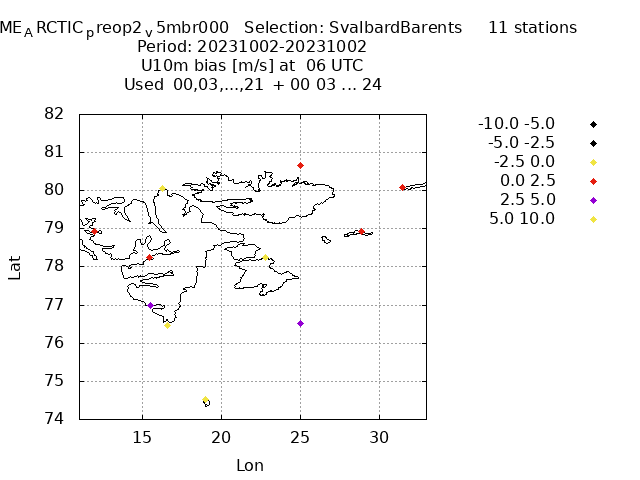 ME_A RCTIC_p reop2_v 5mbr000 Selection: SvalbardBarents 11 stations
Period: 20231002-20231002
U10m bias [m/s] at 06 UTC
Used 00,03,...,21 + 00 03 ... 24
82
81
80
79
78
77
76
75
74
15 20 25 30
Lat
Lon
-10.0 -5.0
-5.0 -2.5
-2.5 0.0
0.0 2.5
2.5 5.0
5.0 10.0